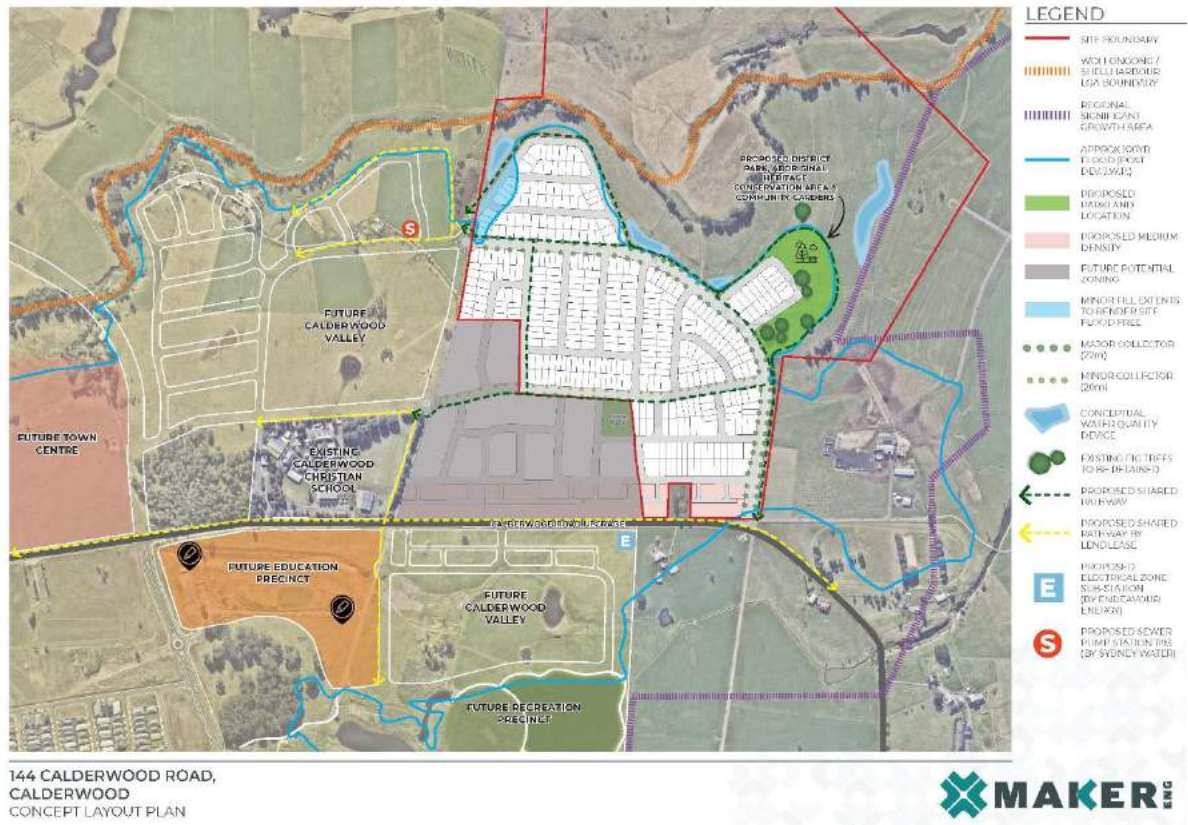 LEGEND
SITE BOUNDARY
WOLLONGONG /
SHELLHARBOUR
LGA BOUNDARY
REGIONAL
SIGNIFICANT
GROWTH AREA
APPROX 100YR
FLOOD (POST
DEV.
PROPOSED
LOCATION
PROPOSED MEDIUM
DENSITY
FUTURE POTENTIAL
ZONING
MINOR FILL EXTENTS
TO RENDER SITE
FLOOD FREE
MAJOR COLLECTOR
(22m)
MINOR COLLECTOR
(20m)
CONCEPTUAL
WATER QUALITY
DEVICE
EXISTING FIG TREES
TO BE RETAINED
PROPOSED SHARED
PATHWAY
PROPOSED SHARED
PATHWAY BY
LENDLEASE
E
PROPOSED
ELECTRICAL ZONE
SUB-STATION
(BY ENDEAVOUR
ENERGY)
S
PROPOSED SEWER
PUMP STATION
(BY SYDNEY WATER)
PROPOSED DISTRICT
PARK, ABORIGINAL
HERITAGE
CONSERVATION AREA &
COMMUNITY GARDENS
S
FUTURE
CALDERWOOD
VALLEY
FUTURE TOWN
CENTRE
EXISTING
CALDERWOOD
CHRISTIAN
SCHOOL
CALDERWOOD ROAD UPGRADE
E
FUTURE EDUCATION
PRECINCT
FUTURE
CALDERWOOD
VALLEY
FUTURE RECREATION
PRECINCT
144 CALDERWOOD ROAD,
CALDERWOOD
CONCEPT LAYOUT PLAN
MAKER ENG